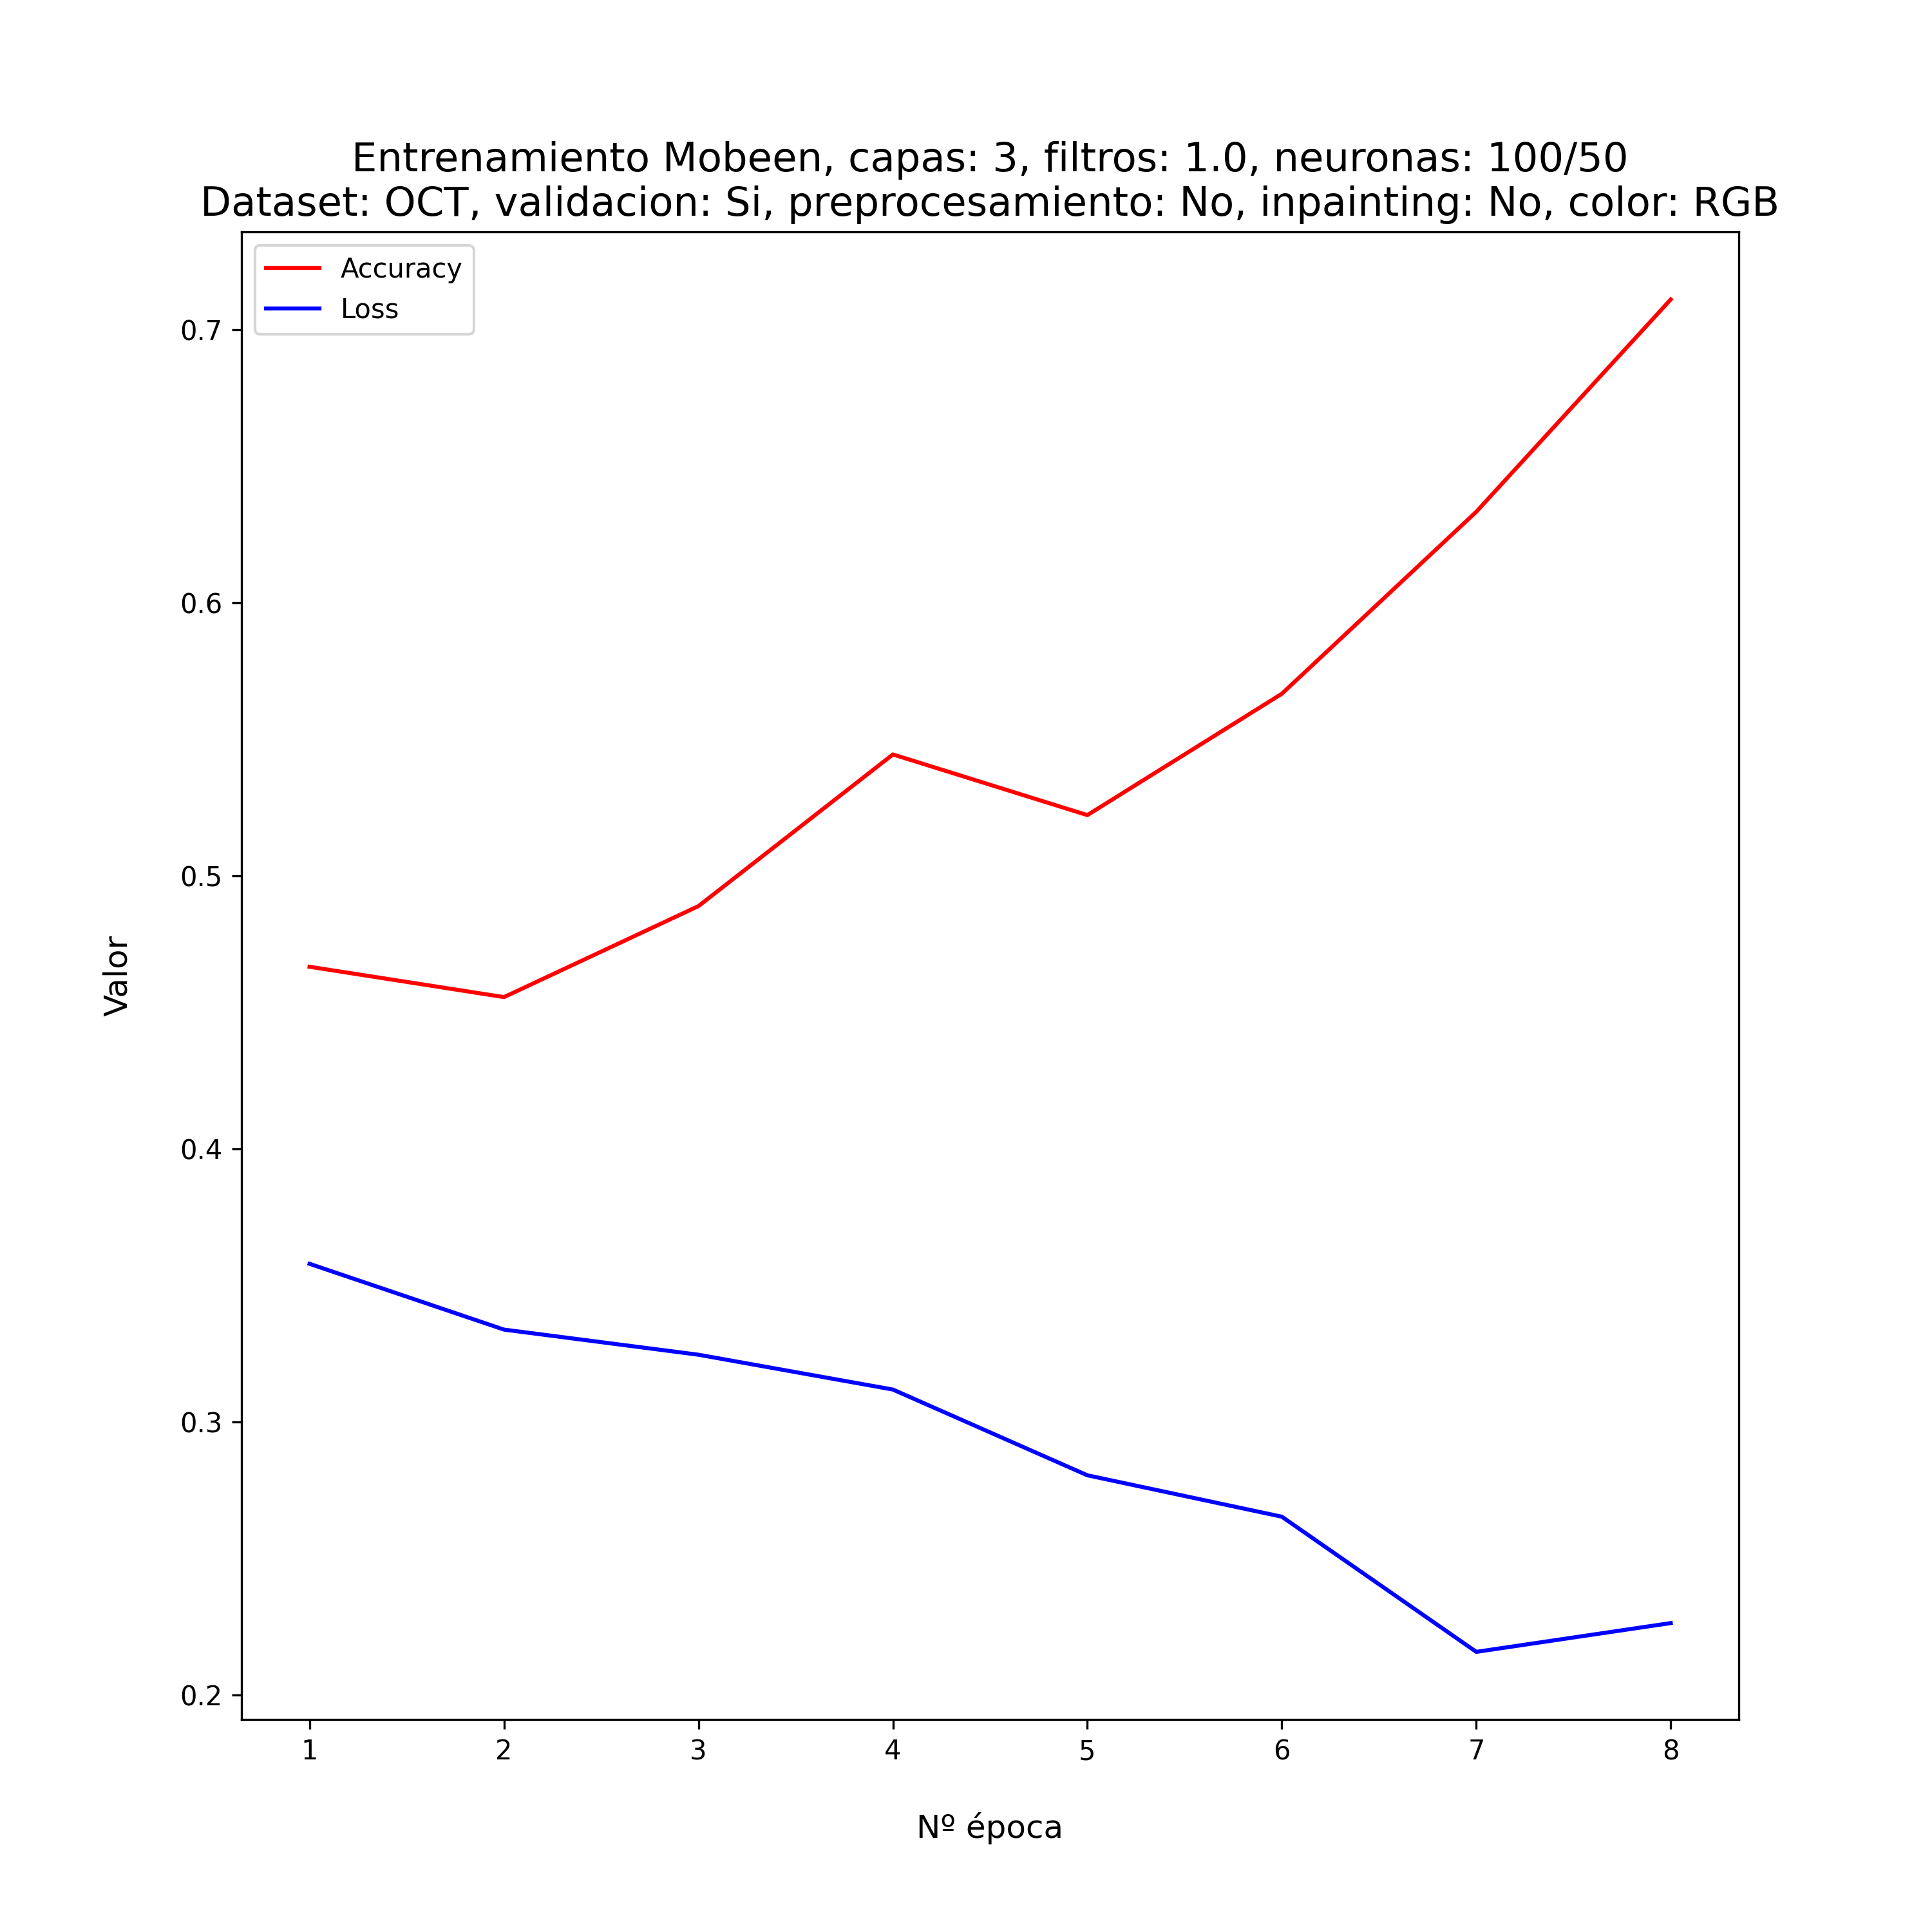 Entrenamiento Mobeen, capas: 3, filtros: 1.0, neuronas: 100/50
Dataset: OCT, validacion: Si, preprocesamiento: No, inpainting: No, color: RGB
Accuracy
Loss
0.7
0.6
0.5
0.4
0.3
0.2
Valor
1 2 3 4 5 6 7 8
Nº época